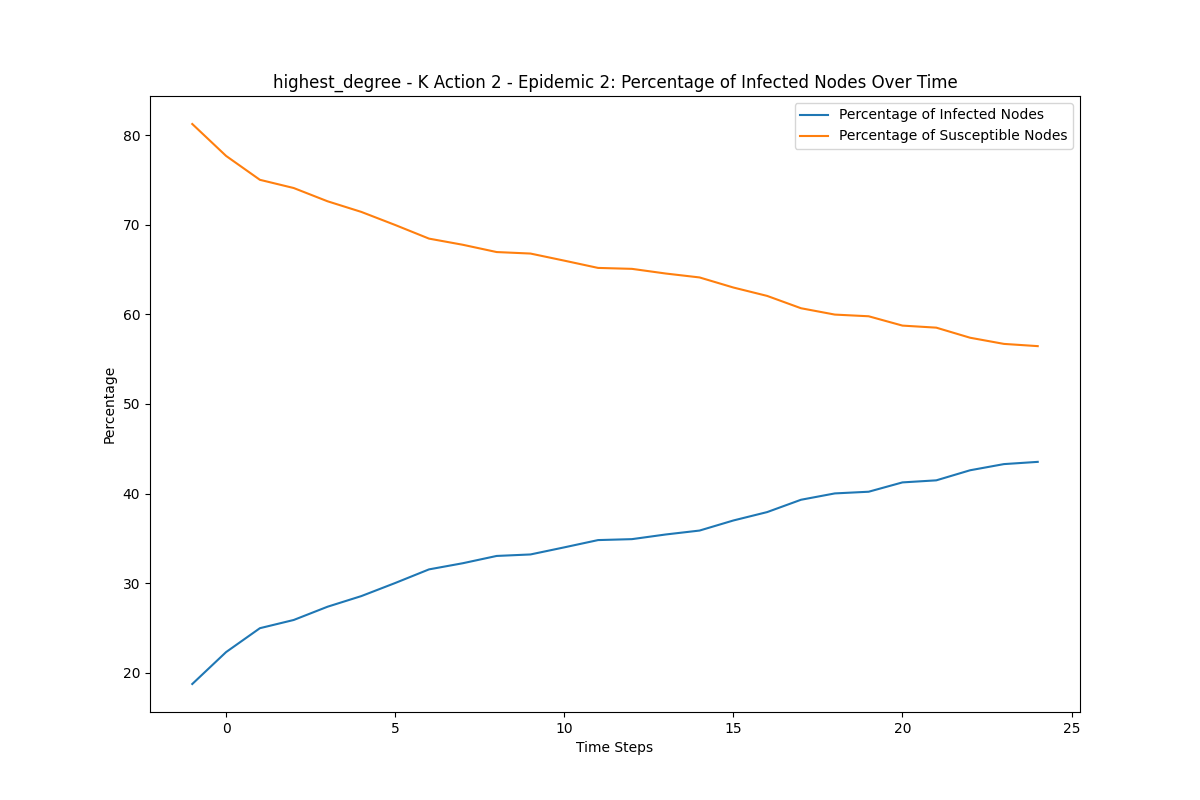 highest_degree - K Action 2 - Epidemic 2: Percentage of Infected Nodes Over Time
Percentage of Infected Nodes
Percentage of Susceptible Nodes
80
70
60
50
40
30
20
Percentage
0 5 10 15 20 25
Time Steps